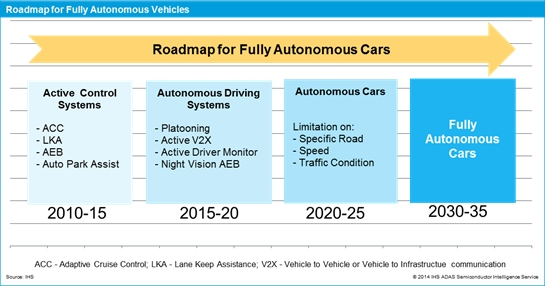 Roadmap for Fully Autonomous Vehicles
Roadmap for Fully Autonomous Cars
Active Control
Systems
- ACC
- LKA
- AEB
- Auto Park Assist
2010-15
Autonomous Driving
Systems
- Platooning
- Active V2X
- Active Driver Monitor
- Night Vision AEB
2015-20
Autonomous Cars
Limitation on:
- Specific Road
- Speed
- Traffic Condition
2020-25
Fully
Autonomous
Cars
2030-35
ACC - Adaptive Cruise Control; LKA - Lane Keep Assistance; V2X - Vehicle to Vehicle or Vehicle to Infrastructue communication
Source: IHS
© 2014 IHS ADAS Semiconductor Intelligence Service